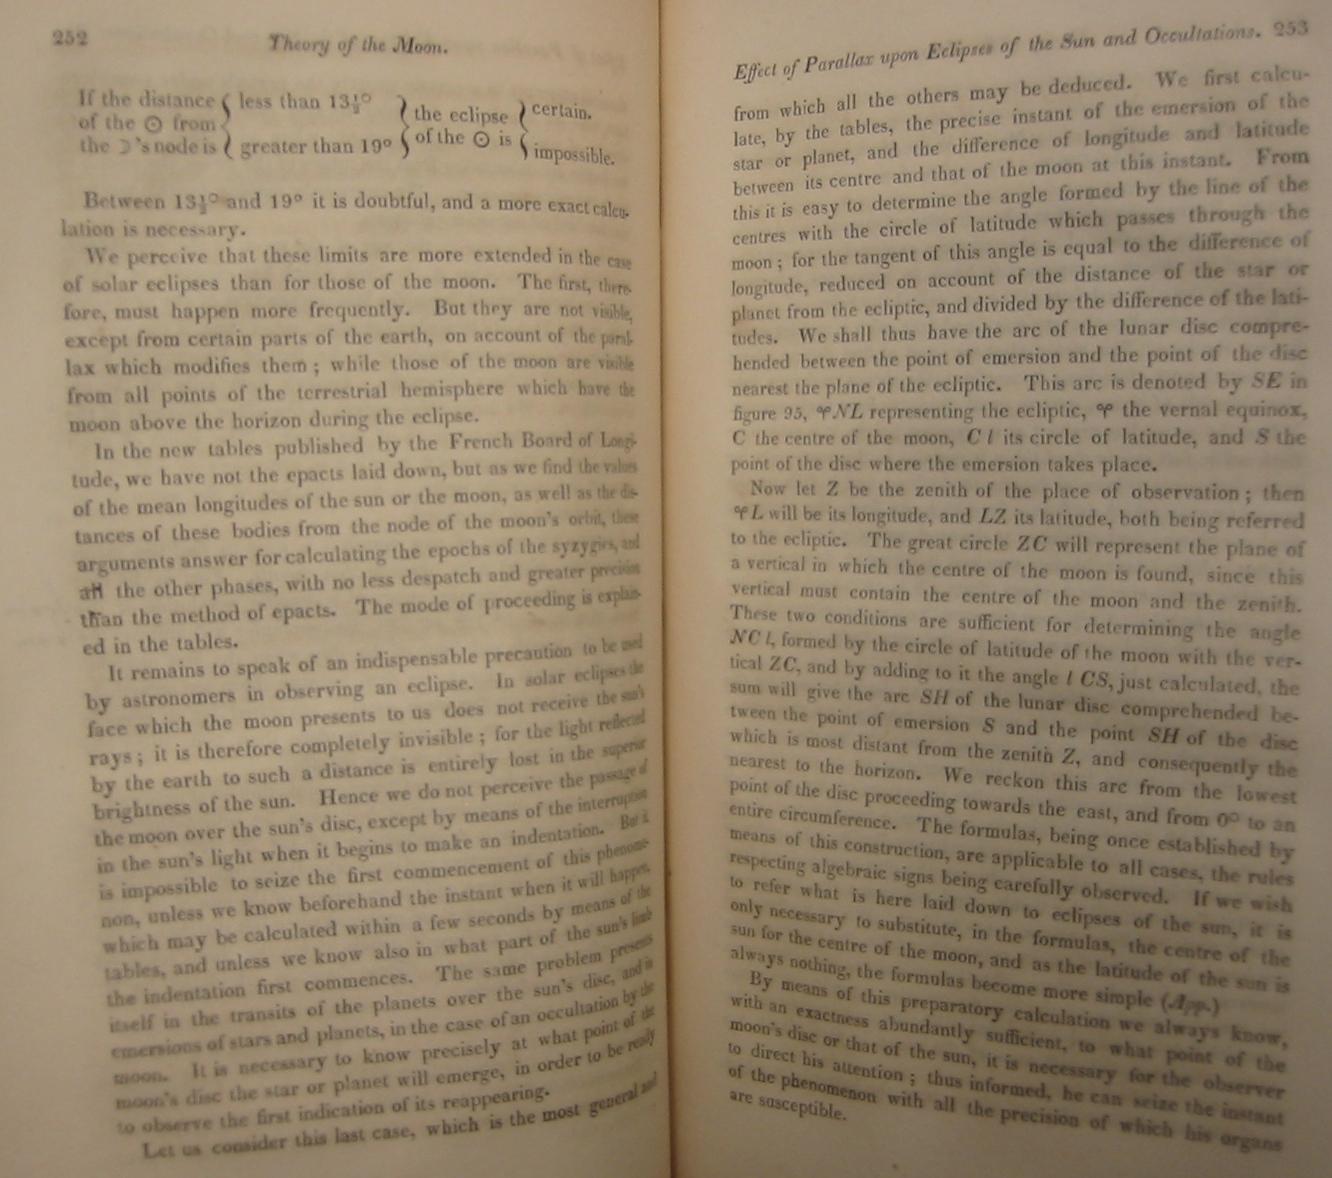 252
Theory of the Moon.
If the distance { less than 13½° } the eclipse { certain.
of the ☉ from
the ☽'s node is { greater than 19° } of the ☉ is { impossible.
Between 13½° and 19° it is doubtful, and a more exact calcu-
lation is necessary.
We perceive that these limits are more extended in the case
of solar eclipses than for those of the moon. The first, there-
fore, must happen more frequently. But they are not visible,
except from certain parts of the earth, on account of the paral-
lax which modifies them; while those of the moon are visible
from all points of the terrestrial hemisphere which have the
moon above the horizon during the eclipse.
In the new tables published by the French Board of Longi-
tude, we have not the epacts laid down, but as we find the values
of the mean longitudes of the sun or the moon, as well as the dis-
tances of these bodies from the node of the moon's orbit, these
arguments answer for calculating the epochs of the syzygies, and
all the other phases, with no less despatch and greater precision
than the method of epacts. The mode of proceeding is explain-
ed in the tables.
It remains to speak of an indispensable precaution to be used
by astronomers in observing an eclipse. In solar eclipses the
face which the moon presents to us does not receive the sun's
rays; it is therefore completely invisible; for the light reflected
by the earth to such a distance is entirely lost in the superior
brightness of the sun. Hence we do not perceive the passage of
the moon over the sun's disc, except by means of the interruption
in the sun's light when it begins to make an indentation. But it
is impossible to seize the first commencement of this phenome-
non, unless we know beforehand the instant when it will happen,
which may be calculated within a few seconds by means of the
tables, and unless we know also in what part of the sun's limb
the indentation first commences. The same problem presents
itself in the transits of the planets over the sun's disc, and in
emersions of stars and planets, in the case of an occultation by the
moon. It is necessary to know precisely at what point of the
moon's disc the star or planet will emerge, in order to be ready
to observe the first indication of its reappearing.
Let us consider this last case, which is the most general and
Effect of Parallax upon Eclipses of the Sun and Occultations. 253
from which all the others may be deduced. We first calcu-
late, by the tables, the precise instant of the emersion of the
star or planet, and the difference of longitude and latitude
between its centre and that of the moon at this instant. From
this it is easy to determine the angle formed by the line of the
centres with the circle of latitude which passes through the
moon; for the tangent of this angle is equal to the difference of
longitude, reduced on account of the distance of the star or
planet from the ecliptic, and divided by the difference of the lati-
tudes. We shall thus have the arc of the lunar disc compre-
hended between the point of emersion and the point of the disc
nearest the plane of the ecliptic. This arc is denoted by SE in
figure 95, ♈NL representing the ecliptic, ♈ the vernal equinox,
C the centre of the moon, C l its circle of latitude, and S the
point of the disc where the emersion takes place.
Now let Z be the zenith of the place of observation; then
♈L will be its longitude, and LZ its latitude, both being referred
to the ecliptic. The great circle ZC will represent the plane of
a vertical in which the centre of the moon is found, since this
vertical must contain the centre of the moon and the zenith.
These two conditions are sufficient for determining the angle
NC l, formed by the circle of latitude of the moon with the ver-
tical ZC, and by adding to it the angle l CS, just calculated, the
sum will give the arc SH of the lunar disc comprehended be-
tween the point of emersion S and the point SH of the disc
which is most distant from the zenith Z, and consequently the
nearest to the horizon. We reckon this arc from the lowest
point of the disc proceeding towards the east, and from 0° to an
entire circumference. The formulas, being once established by
means of this construction, are applicable to all cases, the rules
respecting algebraic signs being carefully observed. If we wish
to refer what is here laid down to eclipses of the sun, it is
only necessary to substitute, in the formulas, the centre of the
sun for the centre of the moon, and as the latitude of the sun is
always nothing, the formulas become more simple (App.)
By means of this preparatory calculation we always know,
with an exactness abundantly sufficient, to what point of the
moon's disc or that of the sun, it is necessary for the observer
to direct his attention; thus informed, he can seize the instant
of the phenomenon with all the precision of which his organs
are susceptible.